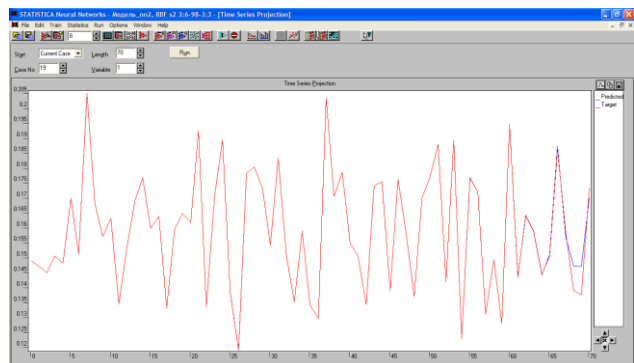 STATISTICA Neural Networks - Модель_nn2, RBF s2 3:6-98-3:3 - [Time Series Projection]
File Edit Train Statistics Run Options Window Help
8
Start Current Case Length 70 Run
Case No 19 Variable 1
Time Series Projection
Predicted
Target
0.205
0.2
0.195
0.19
0.185
0.18
0.175
0.17
0.165
0.16
0.155
0.15
0.145
0.14
0.135
0.13
0.125
0.12
0 5 10 15 20 25 30 35 40 45 50 55 60 65 70